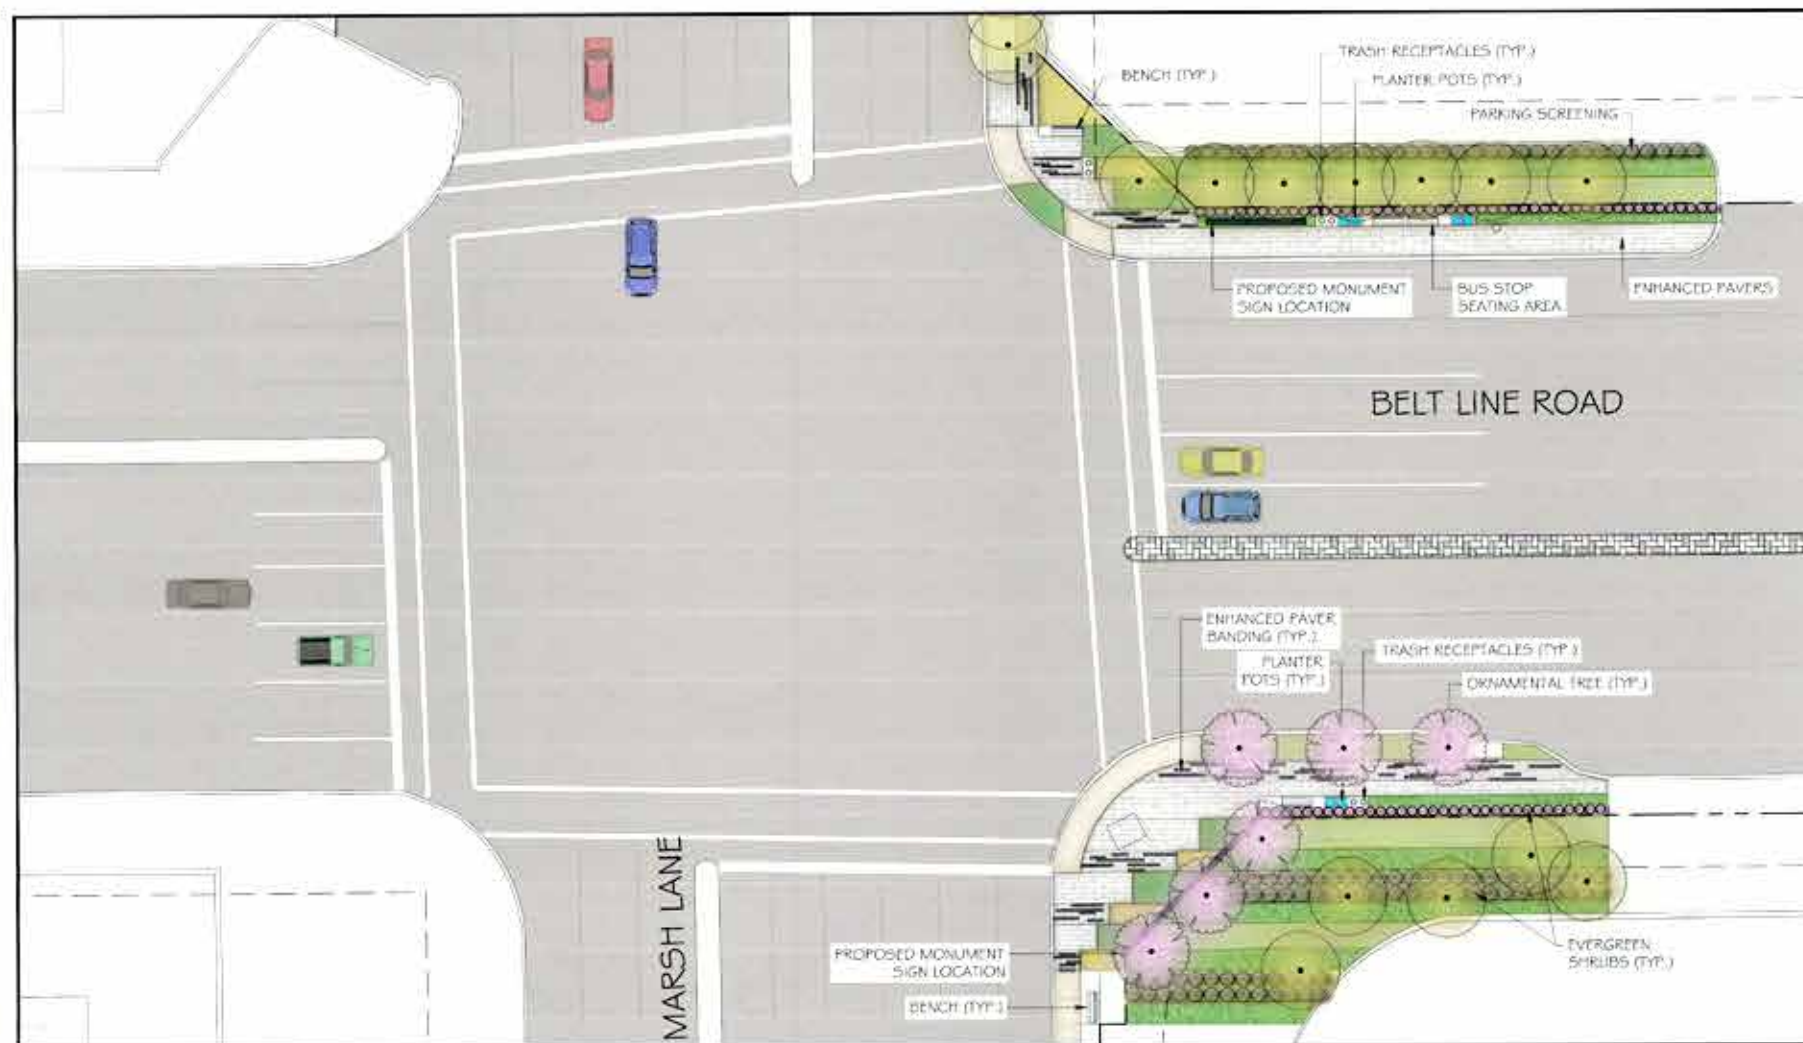 TRASH RECEPTACLES (TYP.)
BENCH (TYP.)
PLANTER POTS (TYP.)
PARKING SCREENING
PROPOSED MONUMENT
SIGN LOCATION
BUS STOP
SEATING AREA
ENHANCED PAVERS
BELT LINE ROAD
ENHANCED PAVER
BANDING (TYP.)
PLANTER
POTS (TYP.)
TRASH RECEPTACLES (TYP.)
ORNAMENTAL TREE (TYP.)
MARSH LANE
PROPOSED MONUMENT
SIGN LOCATION
BENCH (TYP.)
EVERGREEN
SHRUBS (TYP.)